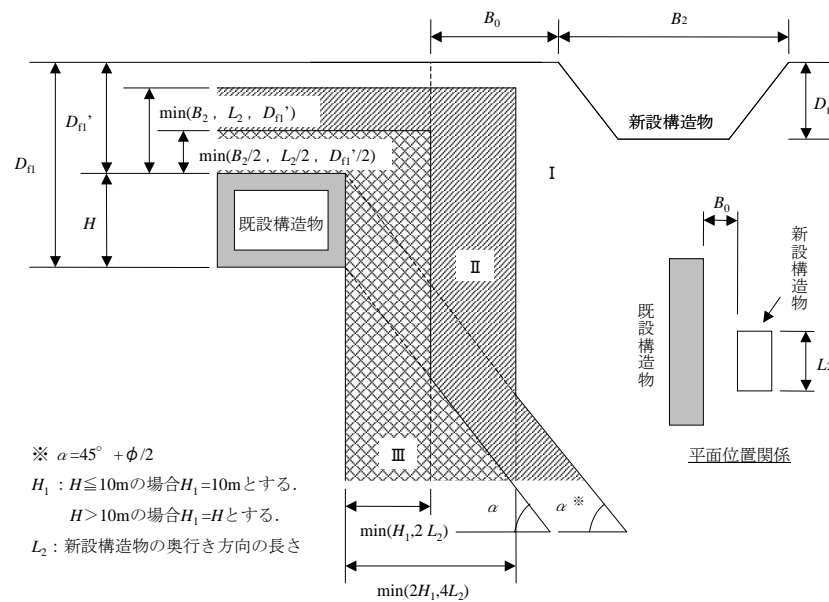 B0
B2
Df1
Df1'
H
min(B2 , L2 , Df1')
min(B2/2 , L2/2 , Df1'/2)
既設構造物
新設構造物
Df
Ⅰ
Ⅱ
Ⅲ
B0
新設構造物
既設構造物
L2
平面位置関係
※ α=45° +φ/2
H1 : H≦10mの場合H1=10mとする.
H>10mの場合H1=Hとする.
L2 : 新設構造物の奥行き方向の長さ
α
α※
min(H1,2 L2)
min(2H1,4L2)